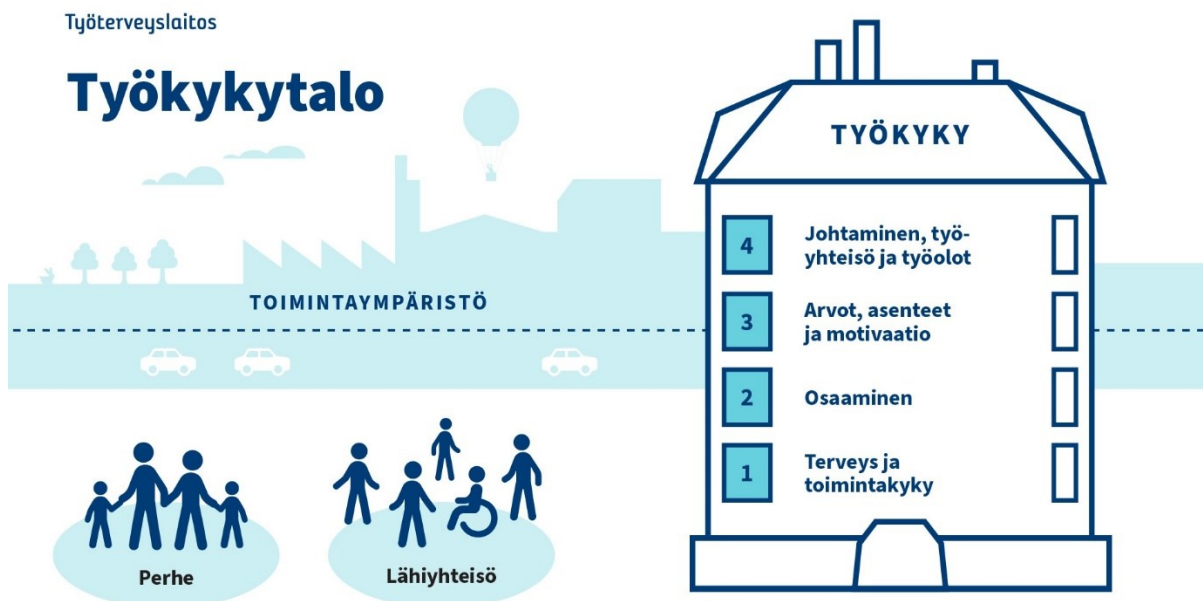 Työterveyslaitos
Työkykytalo
TOIMINTAYMPÄRISTÖ
Perhe
Lähiyhteisö
TYÖKYKY
4
Johtaminen, työ-
yhteisö ja työolot
3
Arvot, asenteet
ja motivaatio
2
Osaaminen
1
Terveys ja
toimintakyky